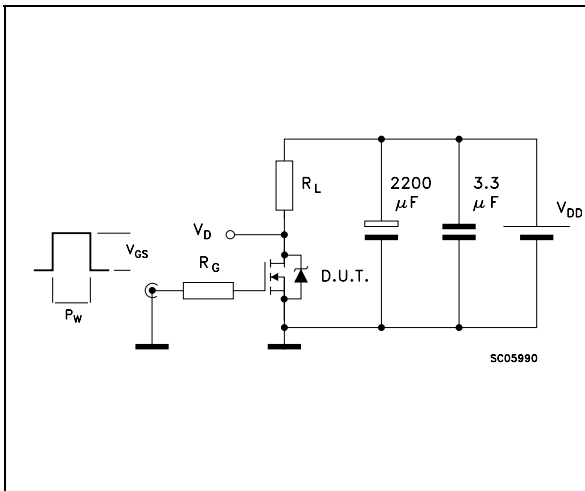 R_L
2200 μF
3.3 μF
V_DD
V_D
V_GS
R_G
D.U.T.
P_W
SC05990